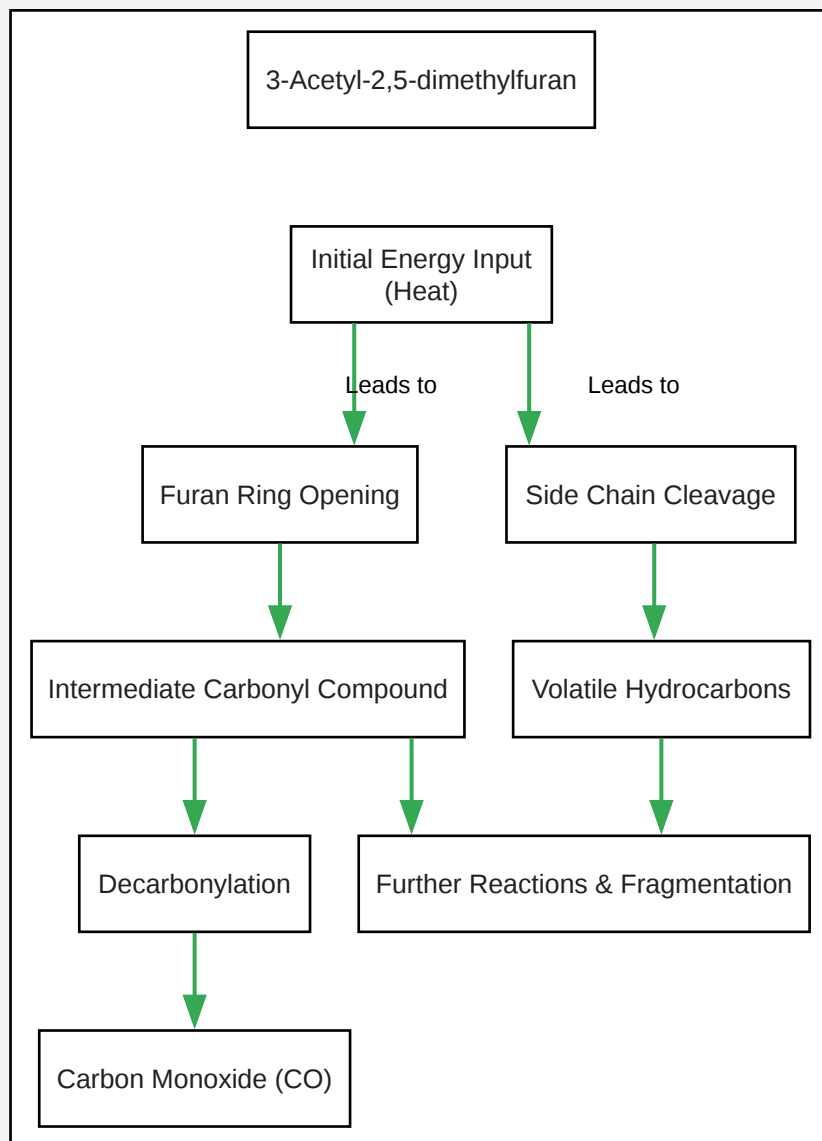 3-Acetyl-2,5-dimethylfuran
Initial Energy Input
(Heat)
Leads to
Leads to
Furan Ring Opening
Side Chain Cleavage
Intermediate Carbonyl Compound
Volatile Hydrocarbons
Decarbonylation
Further Reactions & Fragmentation
Carbon Monoxide (CO)